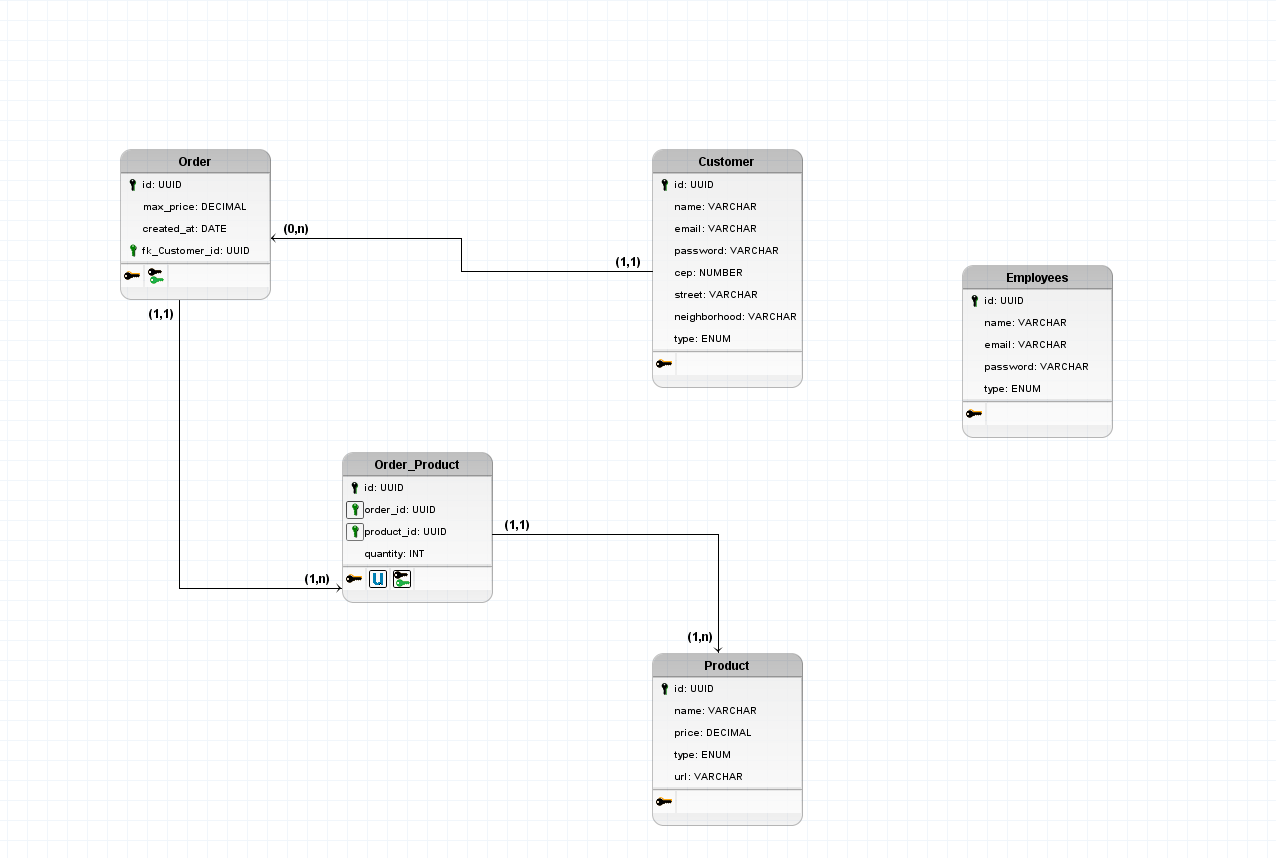 Order
id: UUID
max_price: DECIMAL
created_at: DATE
fk_Customer_id: UUID
(0,n)
(1,1)
Customer
id: UUID
name: VARCHAR
email: VARCHAR
password: VARCHAR
cep: NUMBER
street: VARCHAR
neighborhood: VARCHAR
type: ENUM
Employees
id: UUID
name: VARCHAR
email: VARCHAR
password: VARCHAR
type: ENUM
(1,1)
(1,n)
Order_Product
id: UUID
order_id: UUID
product_id: UUID
quantity: INT
U
(1,1)
(1,n)
Product
id: UUID
name: VARCHAR
price: DECIMAL
type: ENUM
url: VARCHAR